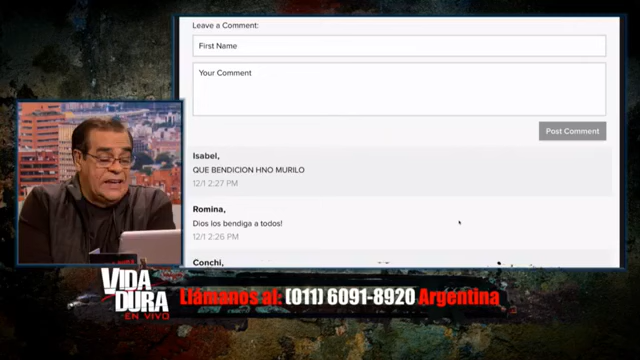 Leave a Comment:
First Name
Your Comment
Post Comment
Isabel,
QUE BENDICION HNO MURILO
12/1 2:27 PM
Romina,
Dios los bendiga a todos!
12/1 2:26 PM
Conchi,
VIDA
DURA
EN VIVO
Llámanos al: (011) 6091-8920 Argentina